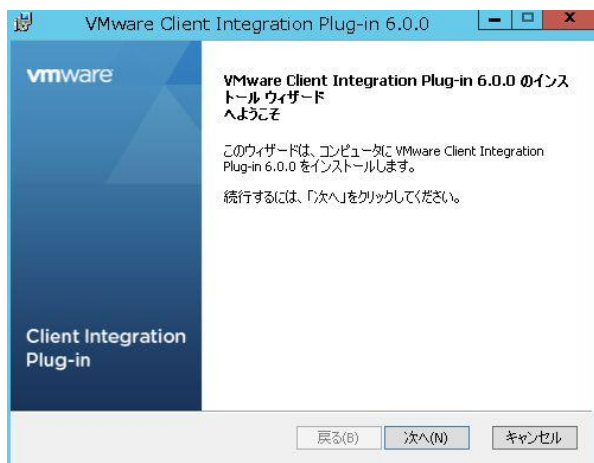 VMware Client Integration Plug-in 6.0.0
vmware
VMware Client Integration Plug-in 6.0.0 のインス
トール ウィザード
へようこそ
このウィザードは、コンピュータに VMware Client Integration
Plug-in 6.0.0 をインストールします。
続行するには、「次へ」をクリックしてください。
Client Integration
Plug-in
戻る(B)
次へ(N)
キャンセル